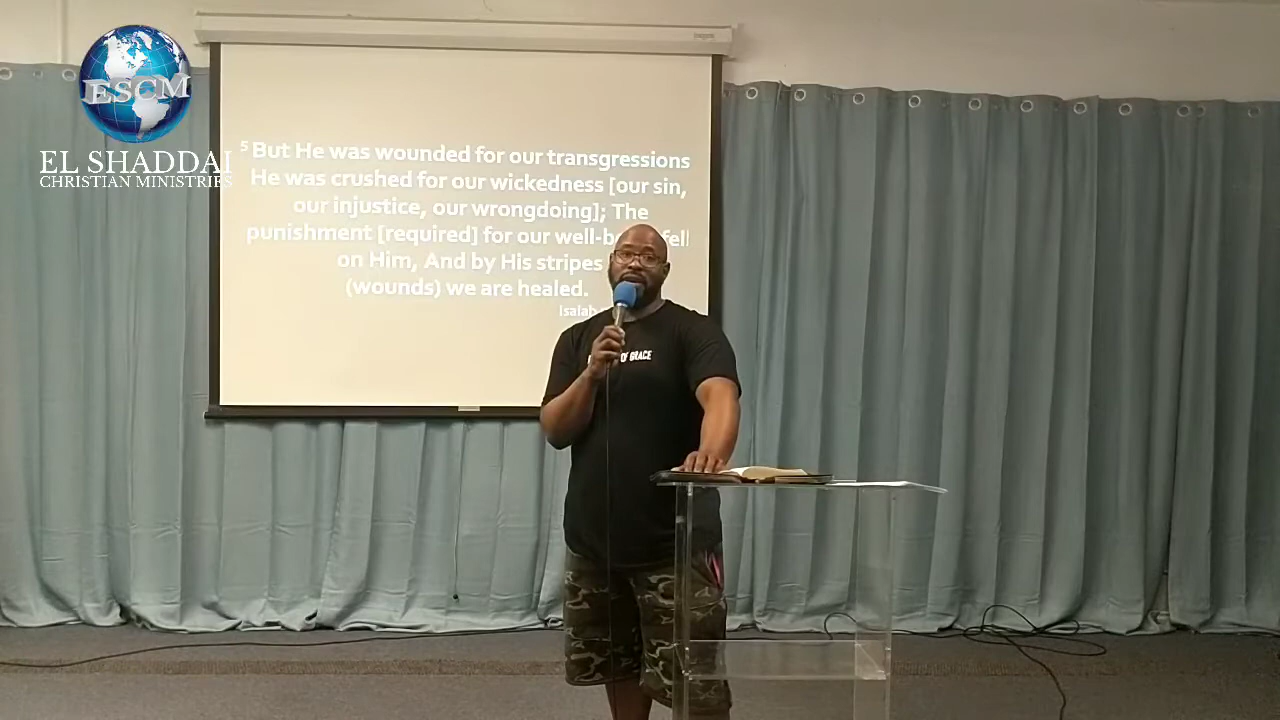 ESCM
EL SHADDAI
CHRISTIAN MINISTRIES
5 But He was wounded for our transgressions
He was crushed for our wickedness [our sin,
our injustice, our wrongdoing]; The
punishment [required] for our fell
on Him, And by His stripes
(wounds) we are healed.
Isaiah
OF GRACE